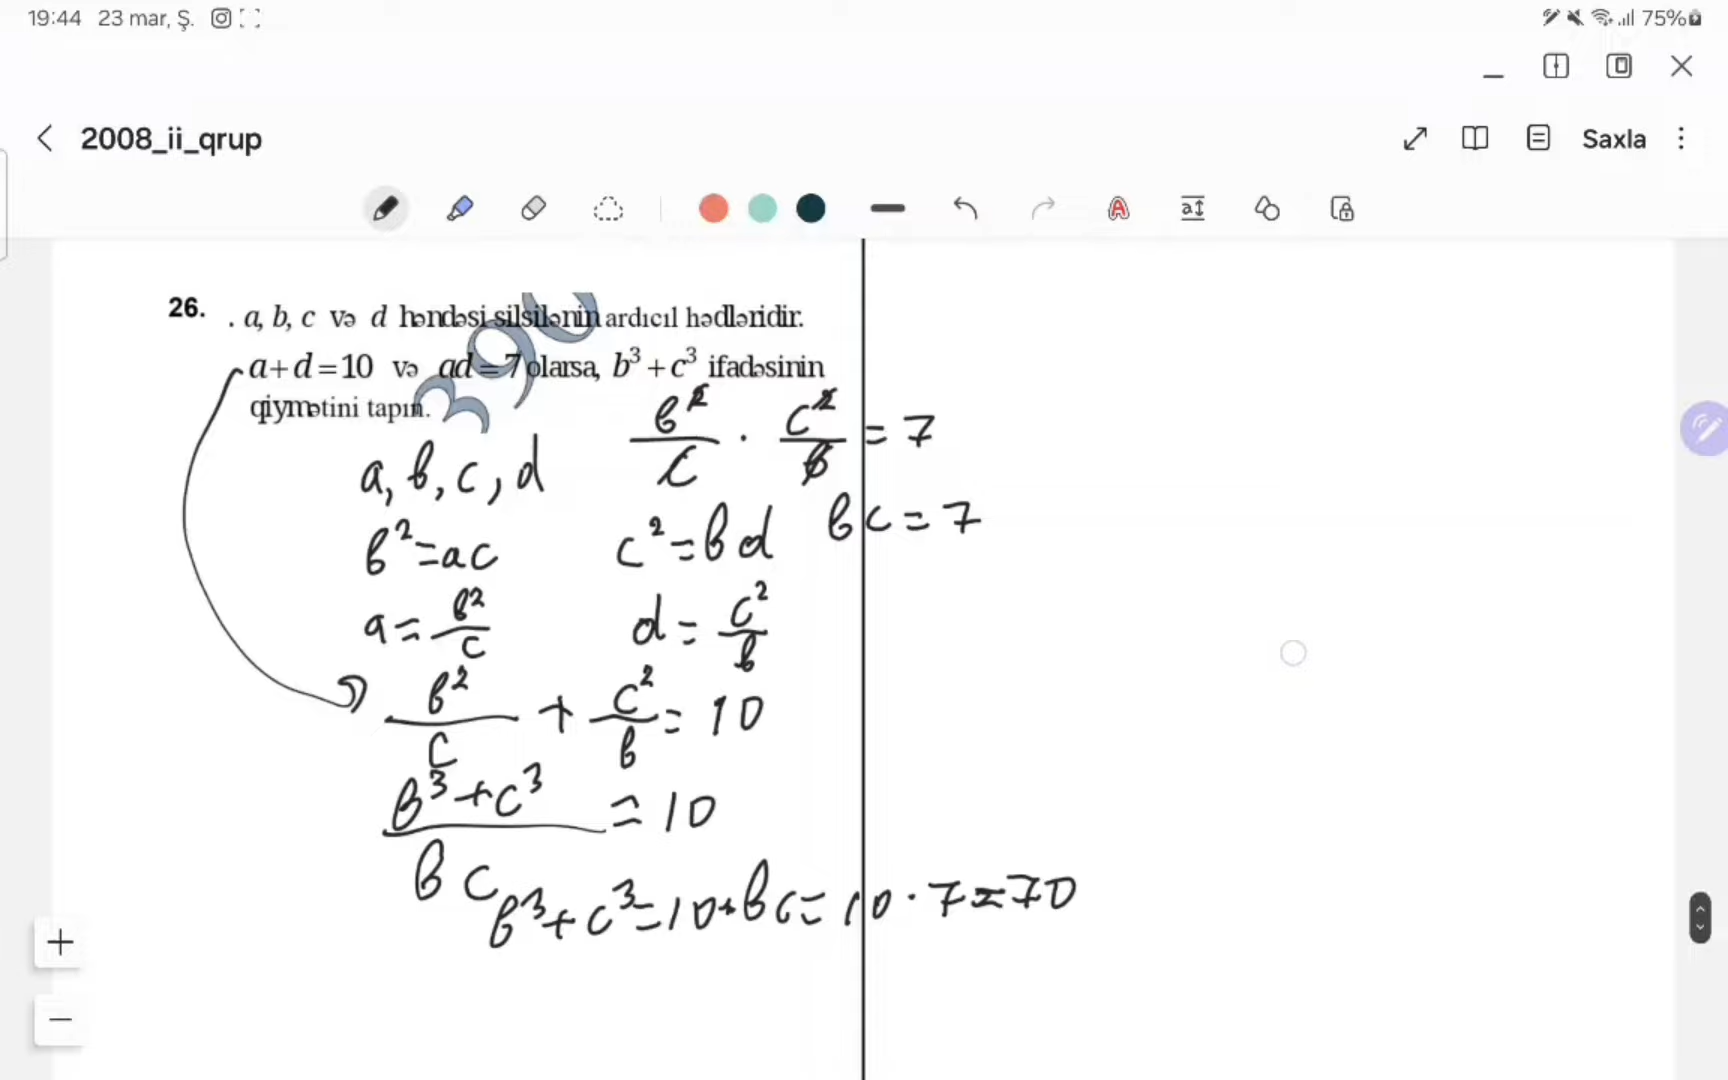 19:44 23 mar, Ş.
75%
2008_ii_qrup
Saxla
26. . a, b, c və d həndəsi silsilənin ardıcıl hədləridir.
a+d=10 və ad=7 olarsa, b³+c³ ifadəsinin
qiymətini tapın.
390
b²/c · c²/b = 7
a, b, c, d
bc=7
b²=ac
c²=bd
a=b²/c
d=c²/b
b²/c + c²/b = 10
b³+c³/bc = 10
b³+c³=10·bc=10·7=70